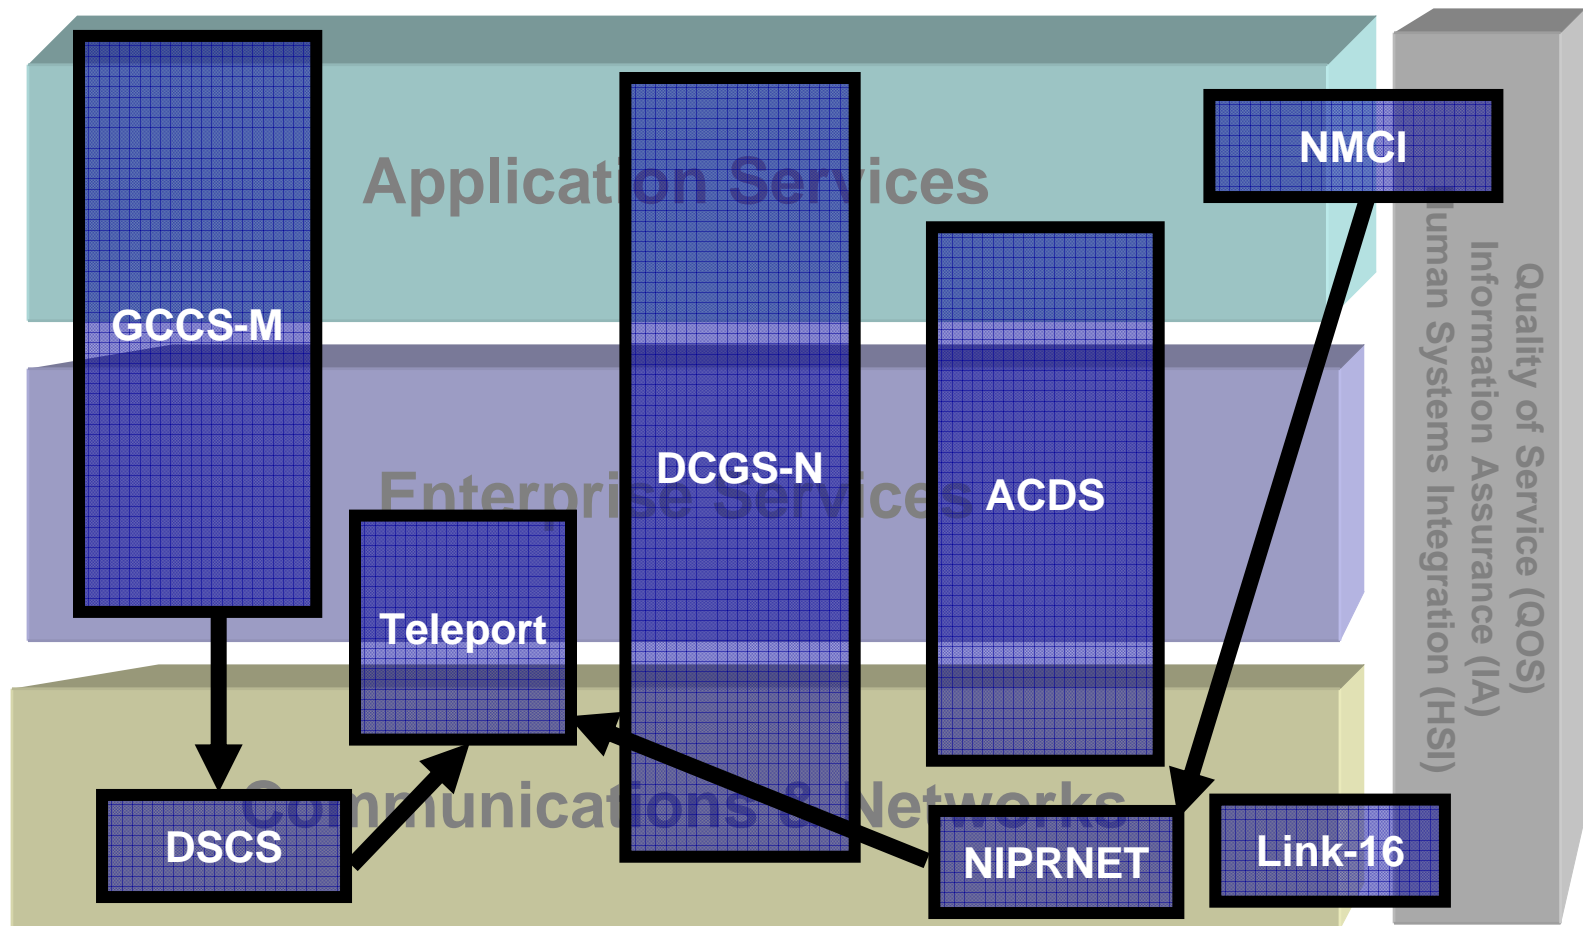 Application Services
NMCI
GCCS-M
DCGS-N
Enterprise Services
ACDS
Teleport
Communications & Networks
DSCS
NIPRNET
Link-16
Quality of Service (QOS)
Information Assurance (IA)
Human Systems Integration (HSI)